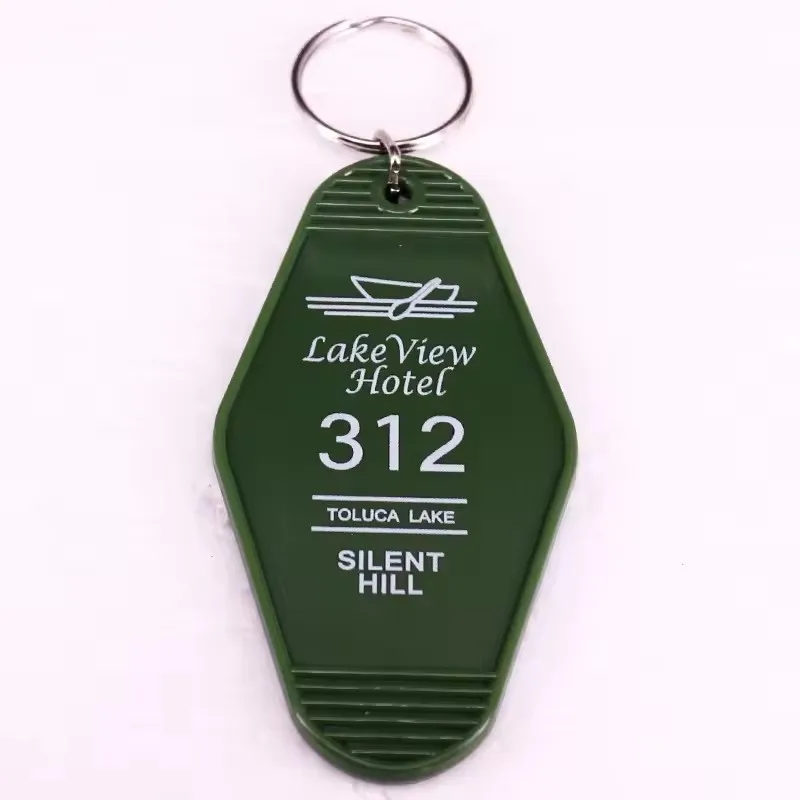 LakeView
Hotel
312
TOLUCA LAKE
SILENT
HILL